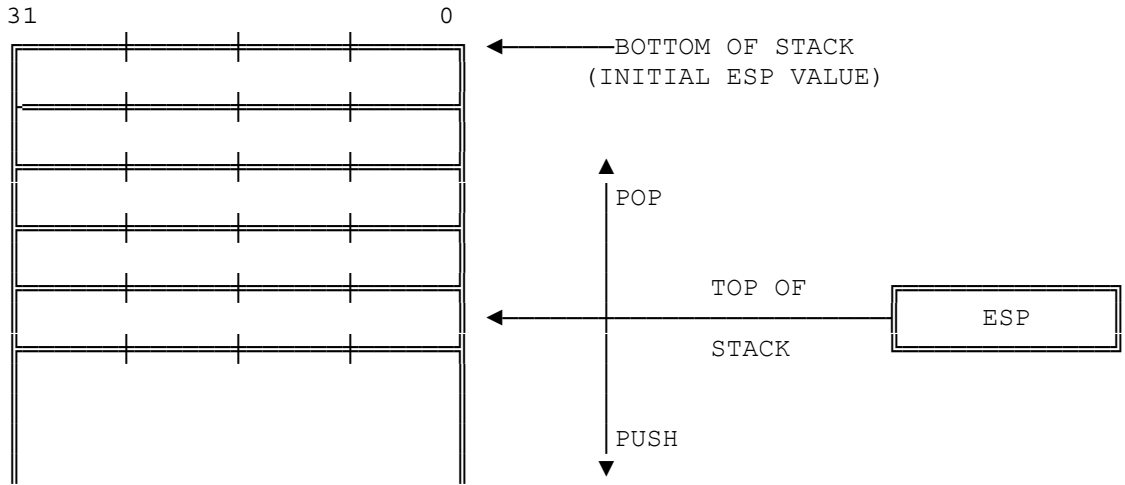 31 0
BOTTOM OF STACK
(INITIAL ESP VALUE)
POP
TOP OF
ESP
STACK
PUSH